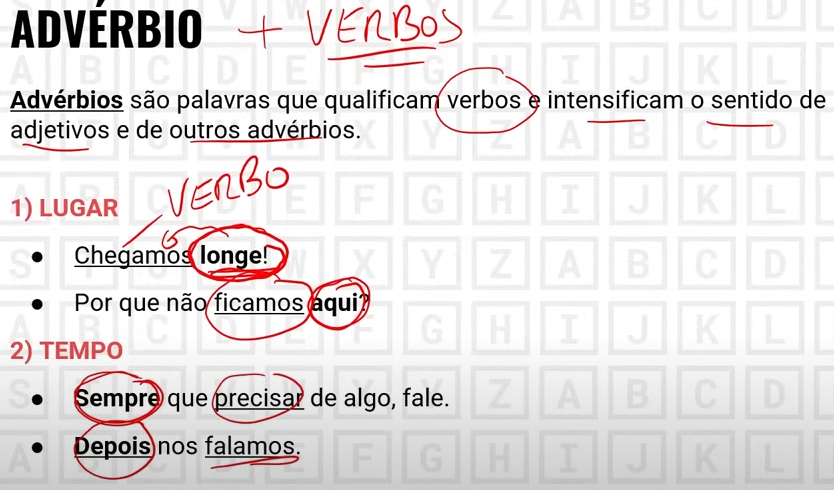 ADVÉRBIO + VERBOS
Advérbios são palavras que qualificam verbos e intensificam o sentido de
adjetivos e de outros advérbios.
VERBO
1) LUGAR
● Chegamos longe!
● Por que não ficamos aqui?
2) TEMPO
● Sempre que precisar de algo, fale.
● Depois nos falamos.